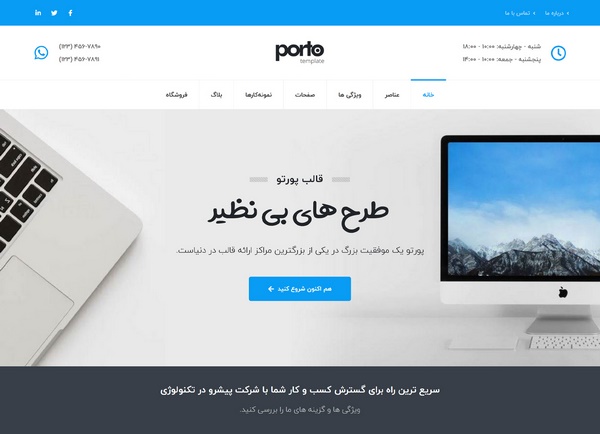 درباره ما
تماس با ما
شنبه - چهارشنبه: ۱۰:۰۰ - ۱۸:۰۰
پنجشنبه - جمعه: ۱۰:۰۰ - ۱۴:۰۰
porto
template
(۱۲۳) ۴۵۶-۷۸۹۰
(۱۲۳) ۴۵۶-۷۸۹۱
خانه
عناصر
ویژگی ها
صفحات
نمونه‌کارها
بلاگ
فروشگاه
قالب پورتو
طرح های بی نظیر
پورتو یک موفقیت بزرگ در یکی از بزرگترین مراکز ارائه قالب در دنیاست.
هم اکنون شروع کنید
سریع ترین راه برای گسترش کسب و کار شما با شرکت پیشرو در تکنولوژی
ویژگی ها و گزینه های ما را بررسی کنید.